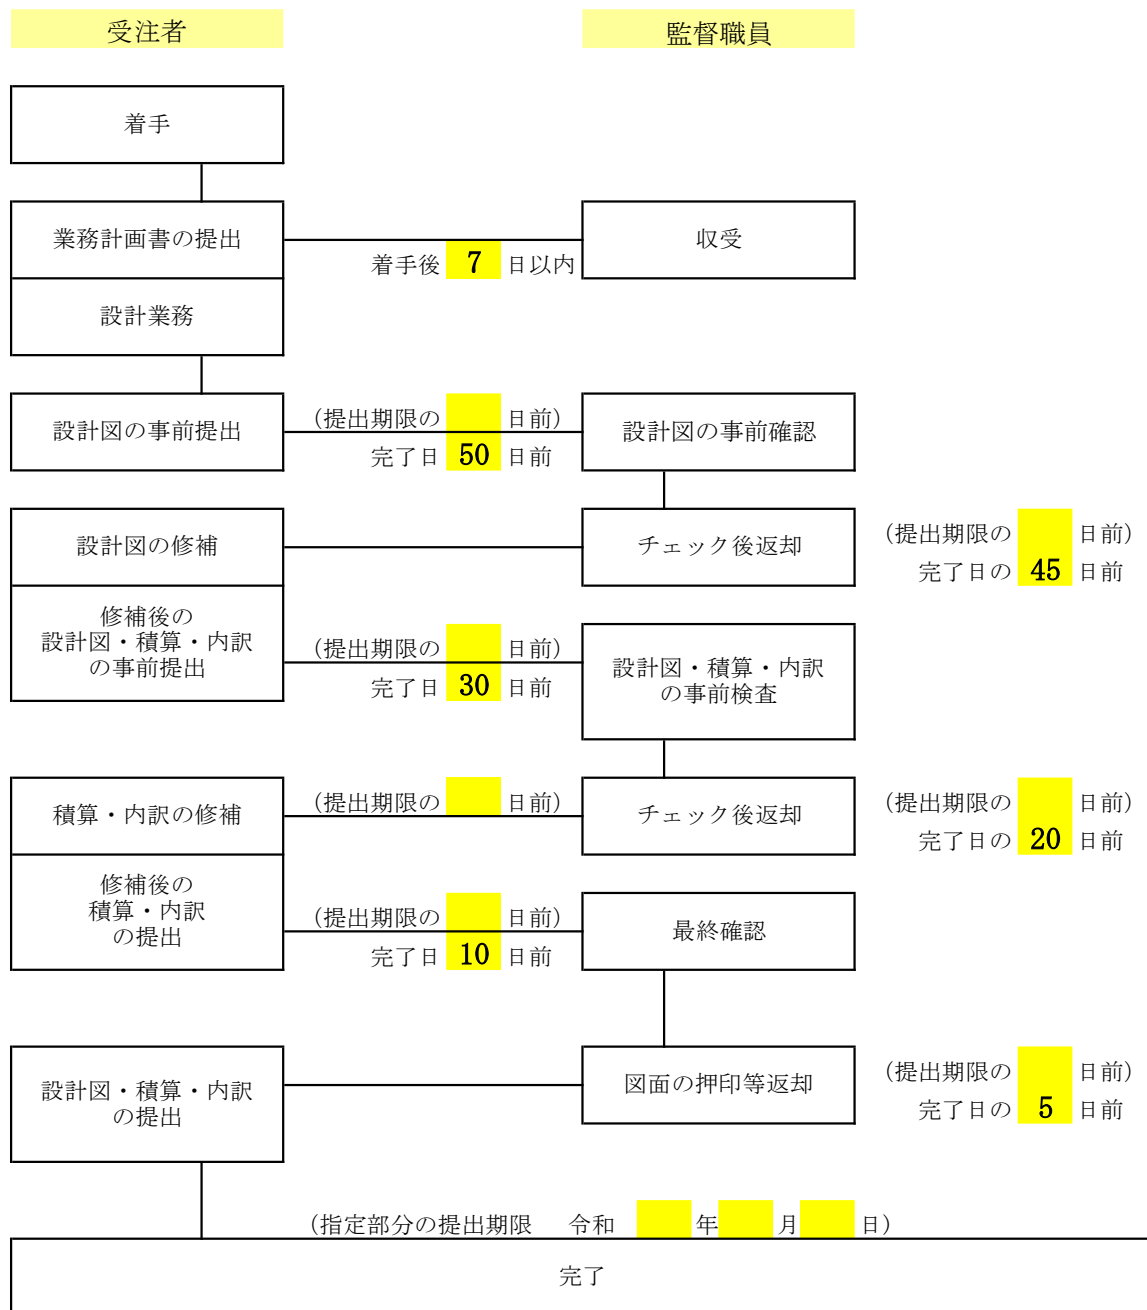 受注者
監督職員
着手
業務計画書の提出
収受
着手後 7 日以内
設計業務
設計図の事前提出
(提出期限の 日前)
完了日 50 日前
設計図の事前確認
設計図の修補
チェック後返却
(提出期限の 日前)
完了日の 45 日前
修補後の
設計図・積算・内訳
の事前提出
(提出期限の 日前)
完了日 30 日前
設計図・積算・内訳
の事前検査
積算・内訳の修補
(提出期限の 日前)
チェック後返却
(提出期限の 日前)
完了日の 20 日前
修補後の
積算・内訳
の提出
(提出期限の 日前)
完了日 10 日前
最終確認
設計図・積算・内訳
の提出
図面の押印等返却
(提出期限の 日前)
完了日の 5 日前
(指定部分の提出期限 令和 年 月 日)
完了